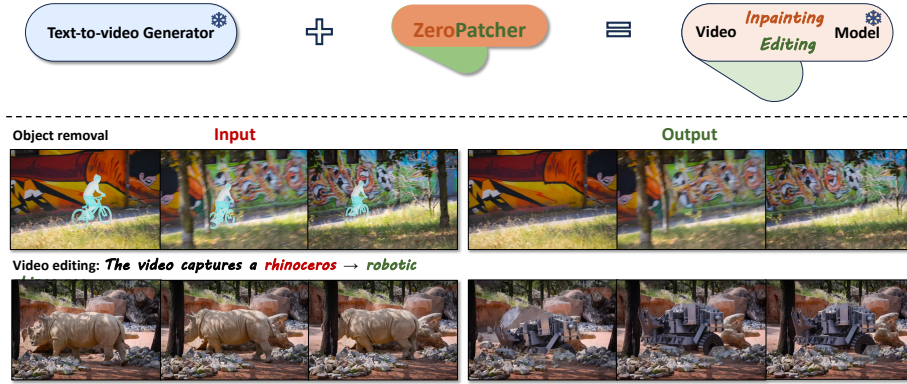 Text-to-video Generator
ZeroPatcher
Video Inpainting Editing Model
Object removal
Input
Output
Video editing: The video captures a rhinoceros → robotic